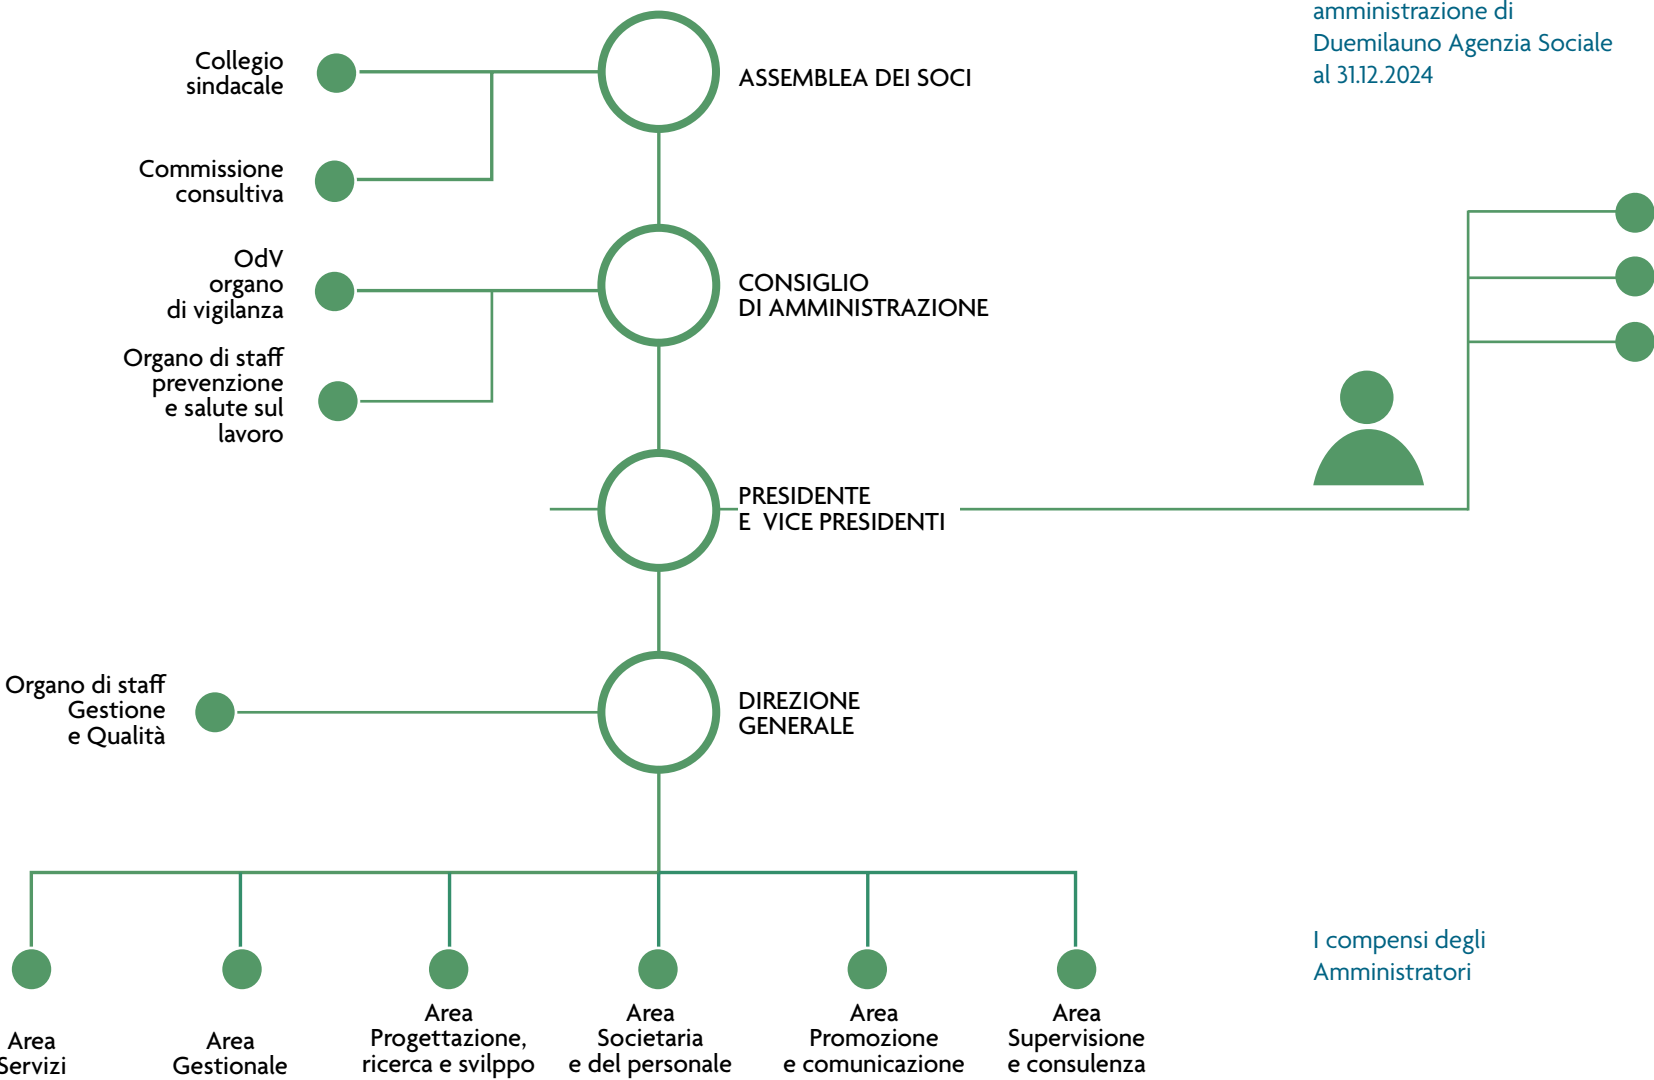 amministrazione di
Duemilauno Agenzia Sociale
al 31.12.2024
Collegio
sindacale
ASSEMBLEA DEI SOCI
Commissione
consultiva
OdV
organo
di vigilanza
CONSIGLIO
DI AMMINISTRAZIONE
Organo di staff
prevenzione
e salute sul
lavoro
PRESIDENTE
E VICE PRESIDENTI
Organo di staff
Gestione
e Qualità
DIREZIONE
GENERALE
I compensi degli
Amministratori
Area
Servizi
Area
Gestionale
Area
Progettazione,
ricerca e svilppo
Area
Societaria
e del personale
Area
Promozione
e comunicazione
Area
Supervisione
e consulenza